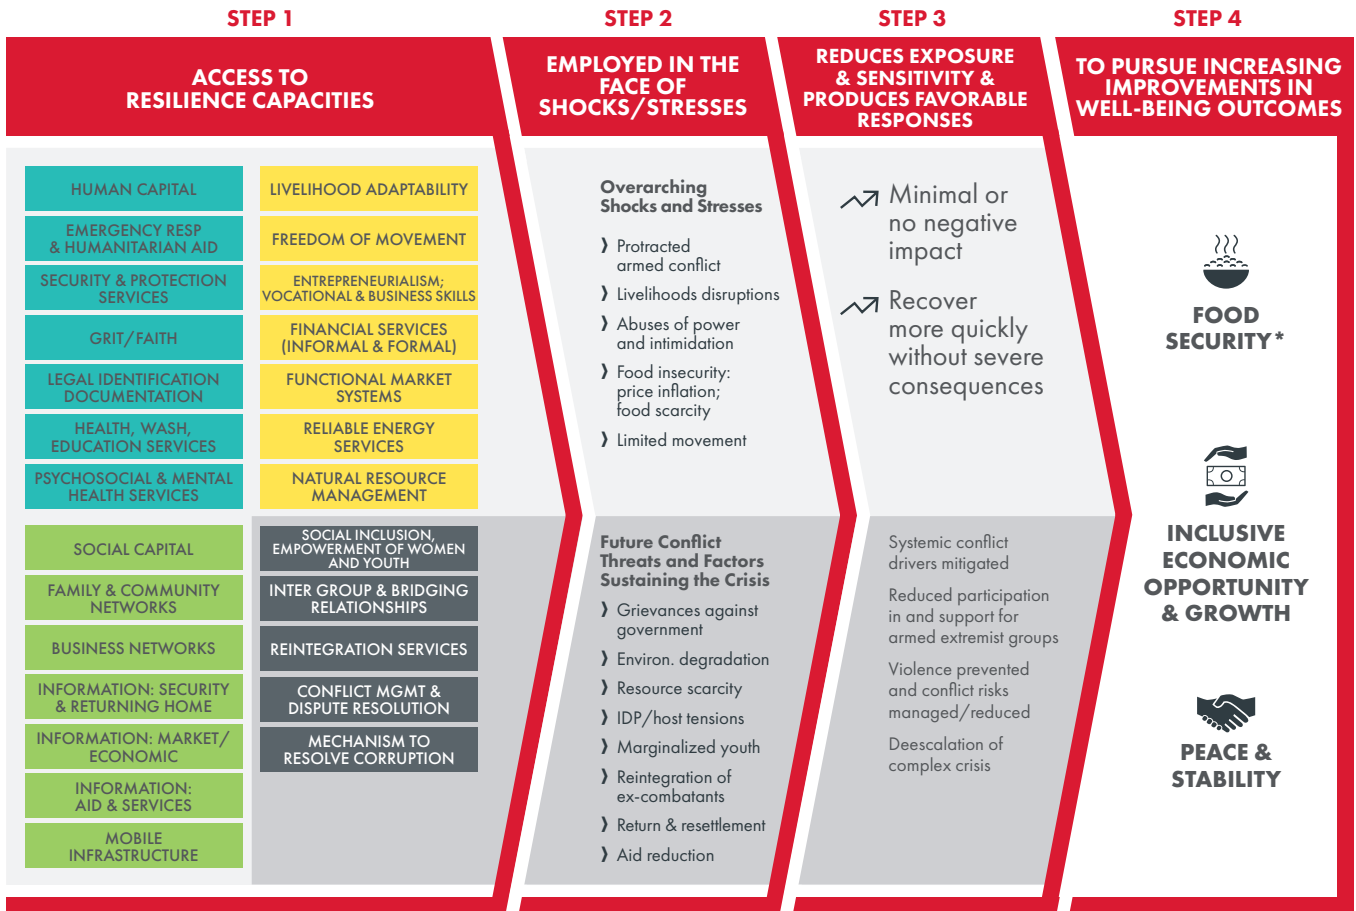 STEP 1
ACCESS TO
RESILIENCE CAPACITIES
HUMAN CAPITAL
EMERGENCY RESP
& HUMANITARIAN AID
SECURITY & PROTECTION
SERVICES
GRIT/FAITH
LEGAL IDENTIFICATION
DOCUMENTATION
HEALTH, WASH,
EDUCATION SERVICES
PSYCHOSOCIAL & MENTAL
HEALTH SERVICES
LIVELIHOOD ADAPTABILITY
FREEDOM OF MOVEMENT
ENTREPRENEURIALISM;
VOCATIONAL & BUSINESS SKILLS
FINANCIAL SERVICES
(INFORMAL & FORMAL)
FUNCTIONAL MARKET
SYSTEMS
RELIABLE ENERGY
SERVICES
NATURAL RESOURCE
MANAGEMENT
SOCIAL CAPITAL
FAMILY & COMMUNITY
NETWORKS
BUSINESS NETWORKS
INFORMATION: SECURITY
& RETURNING HOME
INFORMATION: MARKET/
ECONOMIC
INFORMATION:
AID & SERVICES
MOBILE
INFRASTRUCTURE
SOCIAL INCLUSION,
EMPOWERMENT OF WOMEN
AND YOUTH
INTER GROUP & BRIDGING
RELATIONSHIPS
REINTEGRATION SERVICES
CONFLICT MGMT &
DISPUTE RESOLUTION
MECHANISM TO
RESOLVE CORRUPTION
STEP 2
EMPLOYED IN THE
FACE OF
SHOCKS/STRESSES
Overarching
Shocks and Stresses
❱ Protracted
armed conflict
❱ Livelihoods disruptions
❱ Abuses of power
and intimidation
❱ Food insecurity:
price inflation;
food scarcity
❱ Limited movement
Future Conflict
Threats and Factors
Sustaining the Crisis
❱ Grievances against
government
❱ Environ. degradation
❱ Resource scarcity
❱ IDP/host tensions
❱ Marginalized youth
❱ Reintegration of
ex-combatants
❱ Return & resettlement
❱ Aid reduction
STEP 3
REDUCES EXPOSURE
& SENSITIVITY &
PRODUCES FAVORABLE
RESPONSES
Minimal or
no negative
impact
Recover
more quickly
without severe
consequences
Systemic conflict
drivers mitigated
Reduced participation
in and support for
armed extremist groups
Violence prevented
and conflict risks
managed/reduced
Deescalation of
complex crisis
STEP 4
TO PURSUE INCREASING
IMPROVEMENTS IN
WELL-BEING OUTCOMES
FOOD
SECURITY*
INCLUSIVE
ECONOMIC
OPPORTUNITY
& GROWTH
PEACE &
STABILITY